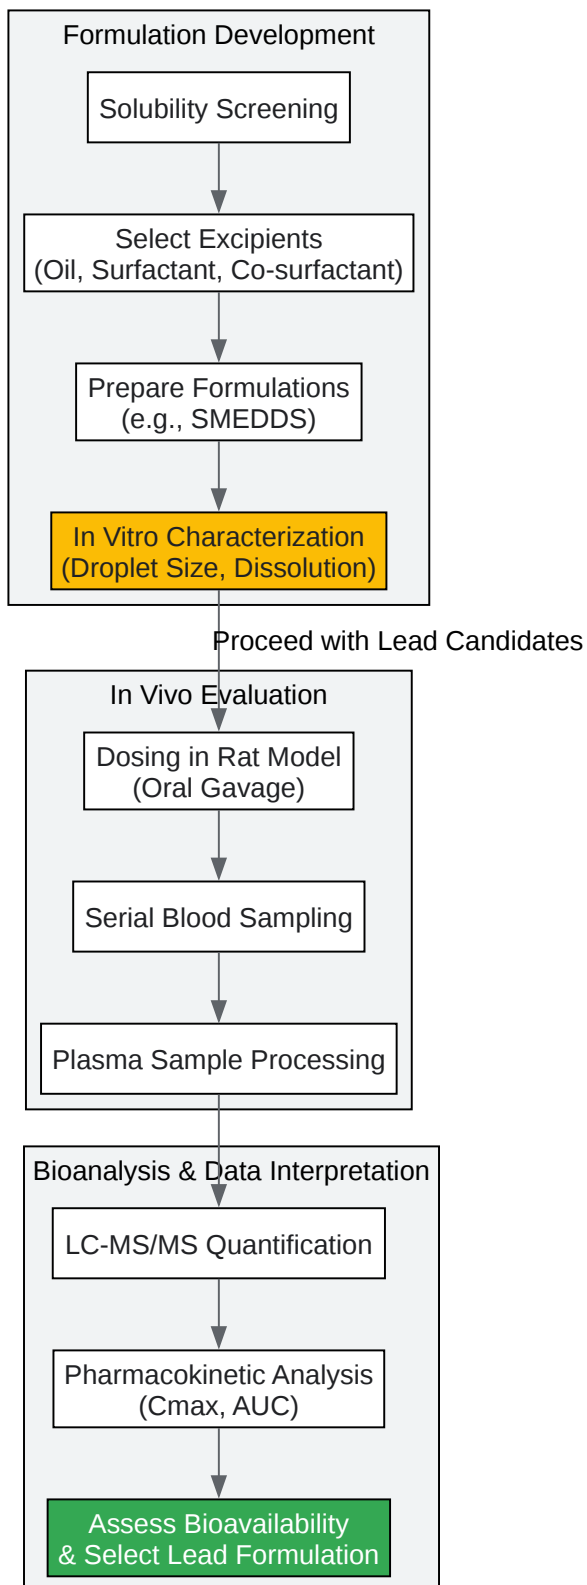 Formulation Development
Solubility Screening
Select Excipients
(Oil, Surfactant, Co-surfactant)
Prepare Formulations
(e.g., SMEDDS)
In Vitro Characterization
(Droplet Size, Dissolution)
Proceed with Lead Candidates
In Vivo Evaluation
Dosing in Rat Model
(Oral Gavage)
Serial Blood Sampling
Plasma Sample Processing
Bioanalysis & Data Interpretation
LC-MS/MS Quantification
Pharmacokinetic Analysis
(Cmax, AUC)
Assess Bioavailability
& Select Lead Formulation